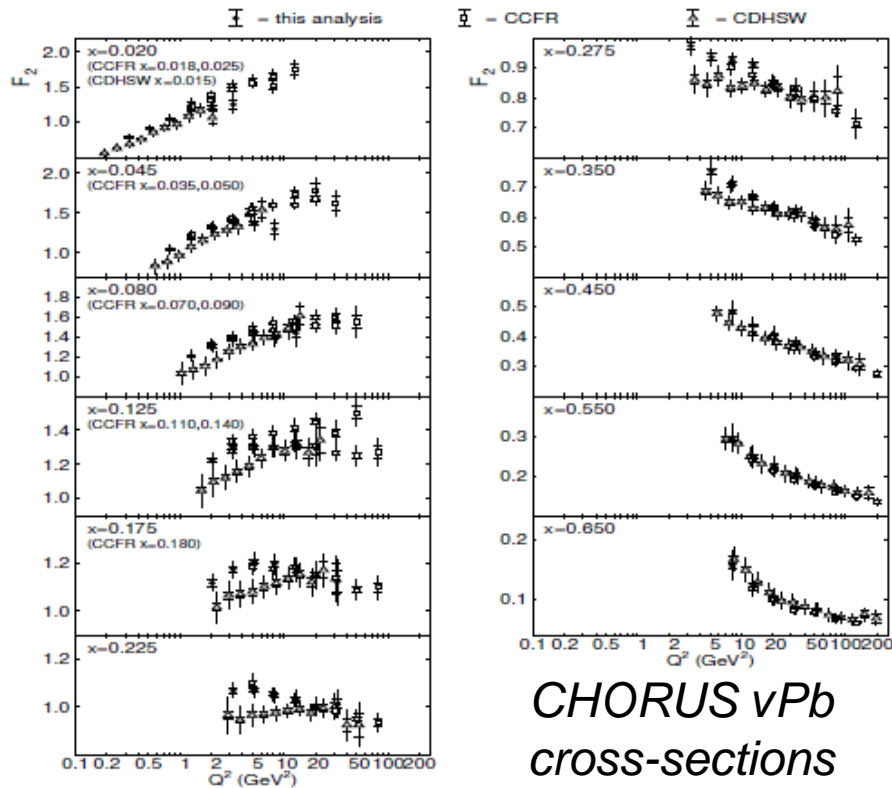 = this analysis = CCFR = CDHSW
F2
x=0.020
(CCFR x=0.018,0.025)
(CDHSW x=0.015)
2.0
1.5
1.0
x=0.045
(CCFR x=0.035,0.050)
2.0
1.5
1.0
x=0.080
(CCFR x=0.070,0.090)
1.8
1.6
1.4
1.2
1.0
x=0.125
(CCFR x=0.110,0.140)
1.4
1.2
1.0
x=0.175
(CCFR x=0.180)
1.2
1.0
x=0.225
1.2
1.0
0.1 0.2 0.5 1 2 5 10 20 100200
Q² (GeV²)
F2
x=0.275
0.9
0.8
0.7
x=0.350
0.7
0.6
0.5
x=0.450
0.5
0.4
0.3
x=0.550
0.3
0.2
x=0.650
0.2
0.1
0.1 0.2 0.5 1 2 5 10 20 100 200
Q² (GeV²)
CHORUS νPb
cross-sections